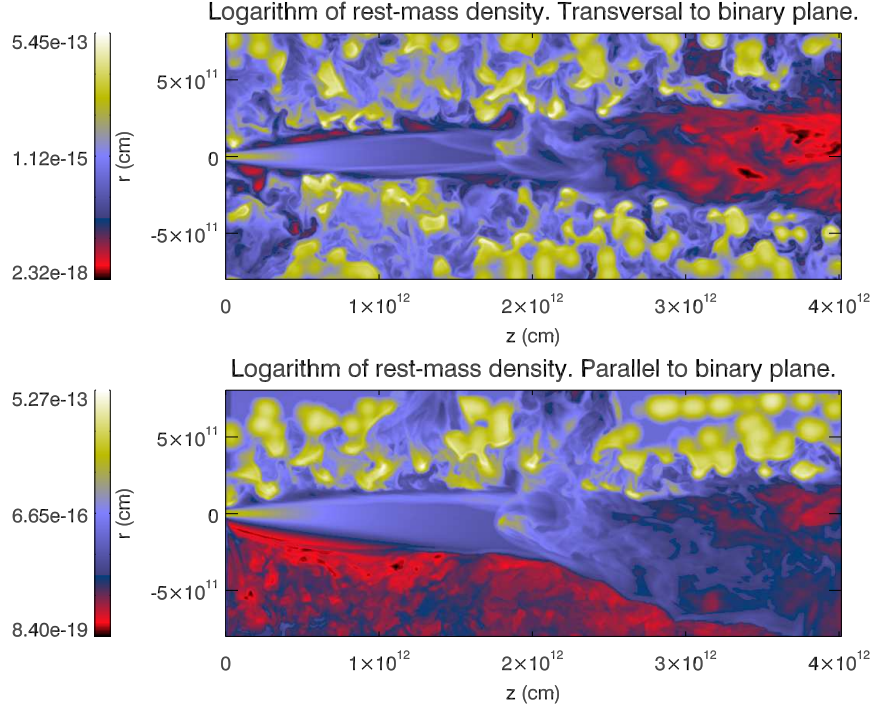 Logarithm of rest-mass density. Transversal to binary plane.
5.45e-13
1.12e-15
2.32e-18
r (cm)
5×10¹¹
0
-5×10¹¹
0 1×10¹² 2×10¹² 3×10¹² 4×10¹²
z (cm)
Logarithm of rest-mass density. Parallel to binary plane.
5.27e-13
6.65e-16
8.40e-19
r (cm)
5×10¹¹
0
-5×10¹¹
0 1×10¹² 2×10¹² 3×10¹² 4×10¹²
z (cm)